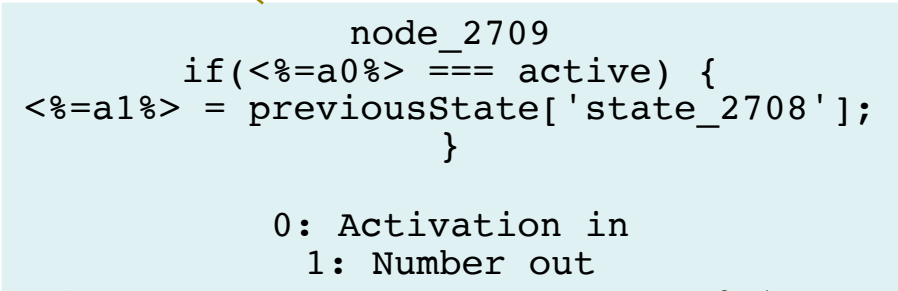 node_2709
if(<%=a0%> === active) {
<%=a1%> = previousState['state_2708'];
}
0: Activation in
1: Number out